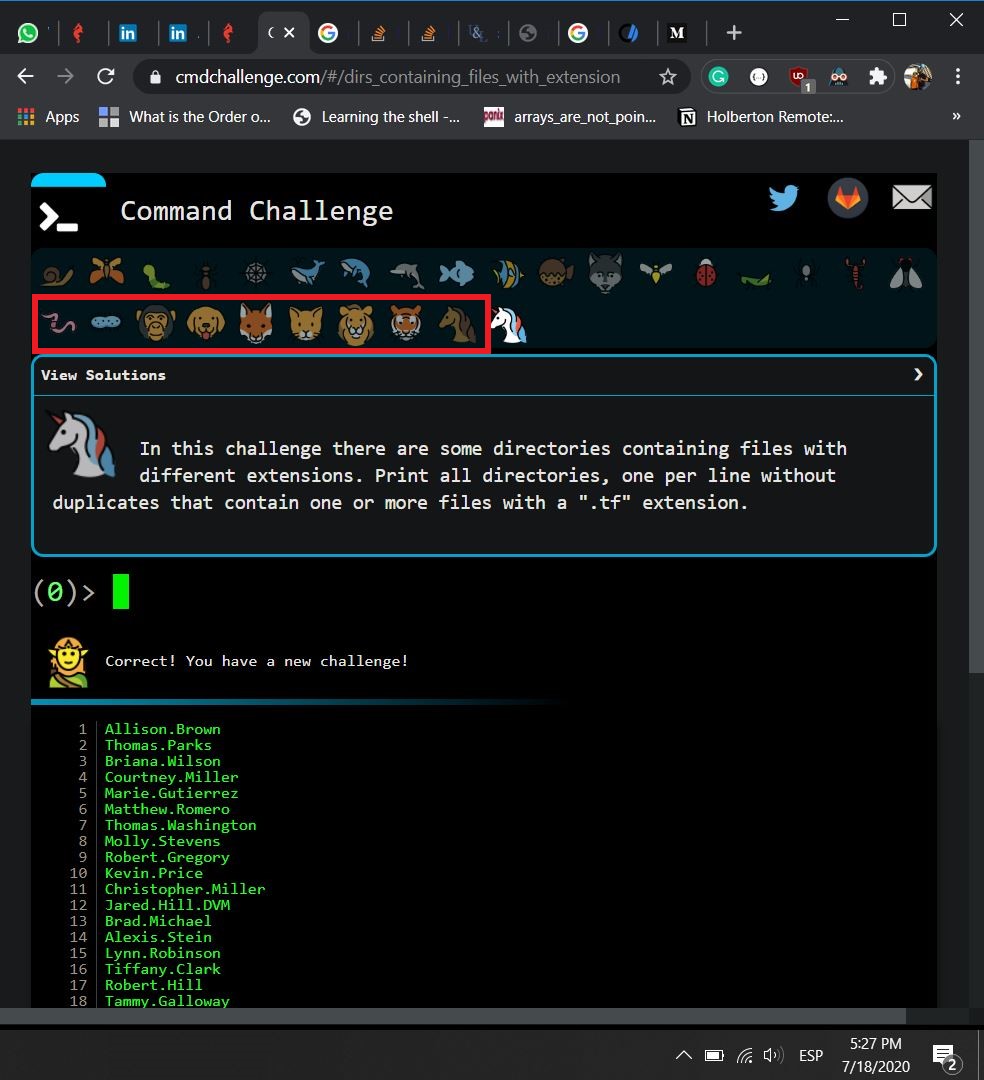 cmdchallenge.com/#/dirs_containing_files_with_extension
1
Apps
What is the Order o...
Learning the shell -...
arrays_are_not_poin...
Holberton Remote:...
»
>_ Command Challenge
View Solutions
In this challenge there are some directories containing files with
different extensions. Print all directories, one per line without
duplicates that contain one or more files with a ".tf" extension.
(0)>
Correct! You have a new challenge!
1 Allison.Brown
2 Thomas.Parks
3 Briana.Wilson
4 Courtney.Miller
5 Marie.Gutierrez
6 Matthew.Romero
7 Thomas.Washington
8 Molly.Stevens
9 Robert.Gregory
10 Kevin.Price
11 Christopher.Miller
12 Jared.Hill.DVM
13 Brad.Michael
14 Alexis.Stein
15 Lynn.Robinson
16 Tiffany.Clark
17 Robert.Hill
18 Tammy.Galloway
ESP
5:27 PM
7/18/2020
2